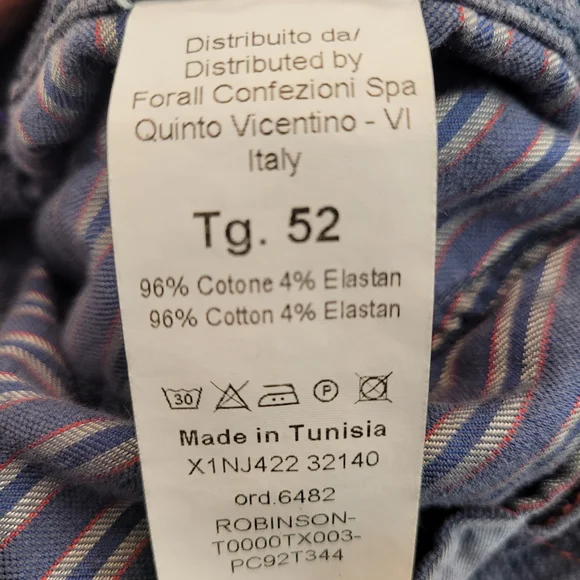 Distribuito da/
Distributed by
Forall Confezioni Spa
Quinto Vicentino - VI
Italy
Tg. 52
96% Cotone 4% Elastan
96% Cotton 4% Elastan
30 P
Made in Tunisia
X1NJ422 32140
ord.6482
ROBINSON-
T0000TX003-
PC92T344